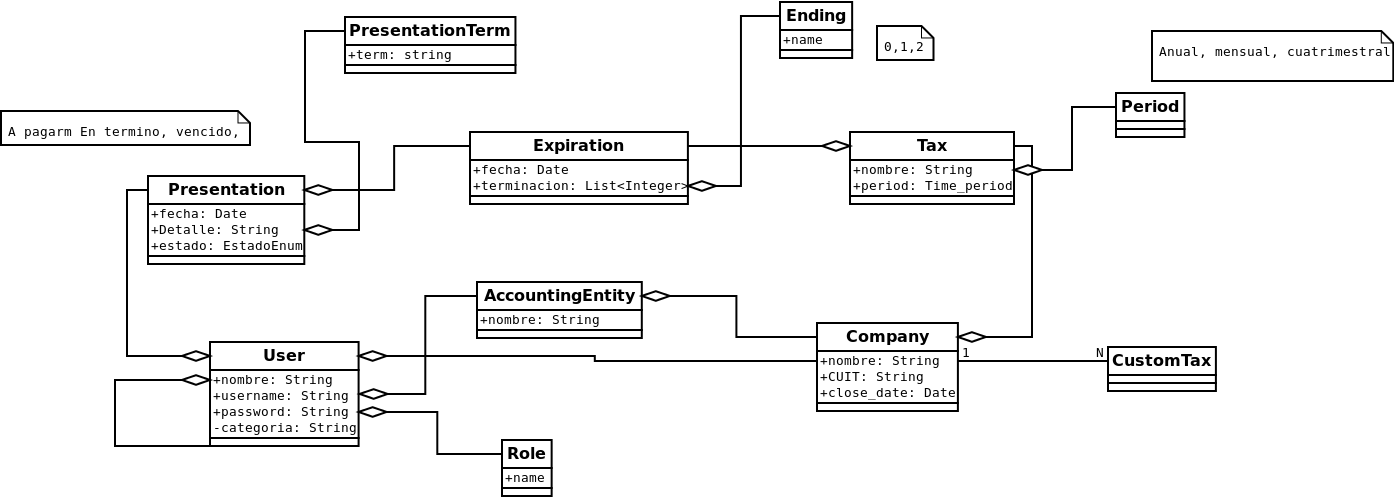 Ending
+name
0,1,2
PresentationTerm
+term: string
Anual, mensual, cuatrimestral
Period
A pagarm En termino, vencido,
Expiration
+fecha: Date
+terminacion: List<Integer>
Tax
+nombre: String
+period: Time_period
Presentation
+fecha: Date
+Detalle: String
+estado: EstadoEnum
AccountingEntity
+nombre: String
Company
+nombre: String
+CUIT: String
+close_date: Date
1
N
CustomTax
User
+nombre: String
+username: String
+password: String
-categoria: String
Role
+name